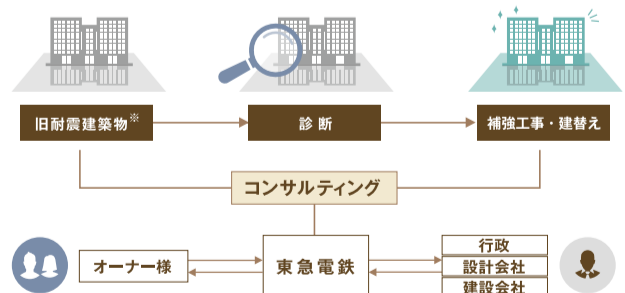 旧耐震建築物※
診断
補強工事・建替え
コンサルティング
オーナー様
東急電鉄
行政
設計会社
建設会社